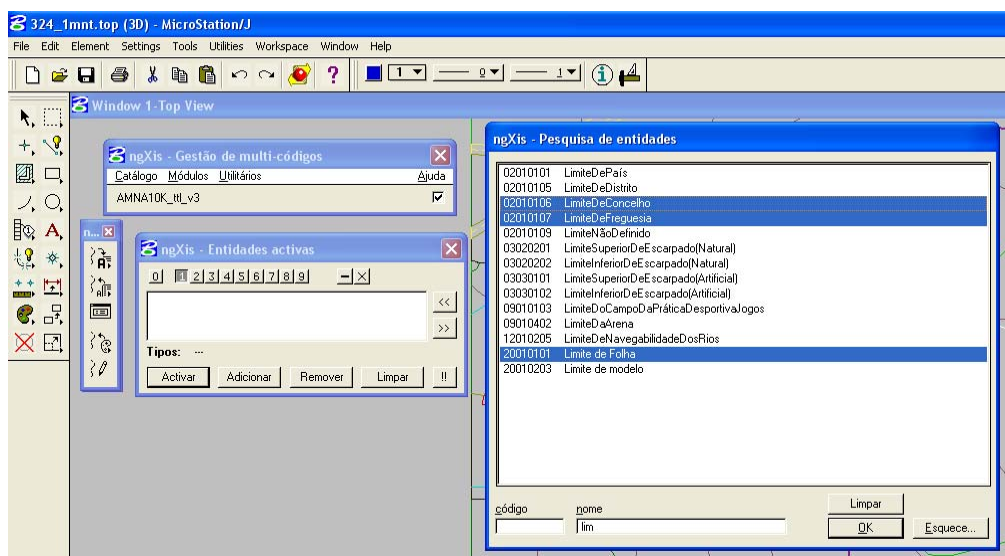 324_1mnt.top (3D) - MicroStation/J
File Edit Element Settings Tools Utilities Workspace Window Help
1 0 1
Window 1-Top View
ngXis - Gestão de multi-códigos
Catálogo Módulos Utilitários Ajuda
AMNA10K_ttl_v3
n...
ngXis - Entidades activas
0 1 2 3 4 5 6 7 8 9
<<
>>
Tipos: ...
Activar Adicionar Remover Limpar !!
ngXis - Pesquisa de entidades
02010101 LimiteDePaís
02010105 LimiteDeDistrito
02010106 LimiteDeConcelho
02010107 LimiteDeFreguesia
02010109 LimiteNãoDefinido
03020201 LimiteSuperiorDeEscarpado(Natural)
03020202 LimiteInferiorDeEscarpado(Natural)
03030101 LimiteSuperiorDeEscarpado(Artificial)
03030102 LimiteInferiorDeEscarpado(Artificial)
09010103 LimiteDoCampoDaPráticaDesportivaJogos
09010402 LimiteDaArena
12010205 LimiteDeNavegabilidadeDosRios
20010101 Limite de Folha
20010203 Limite de modelo
código nome Limpar
lim OK Esquece...